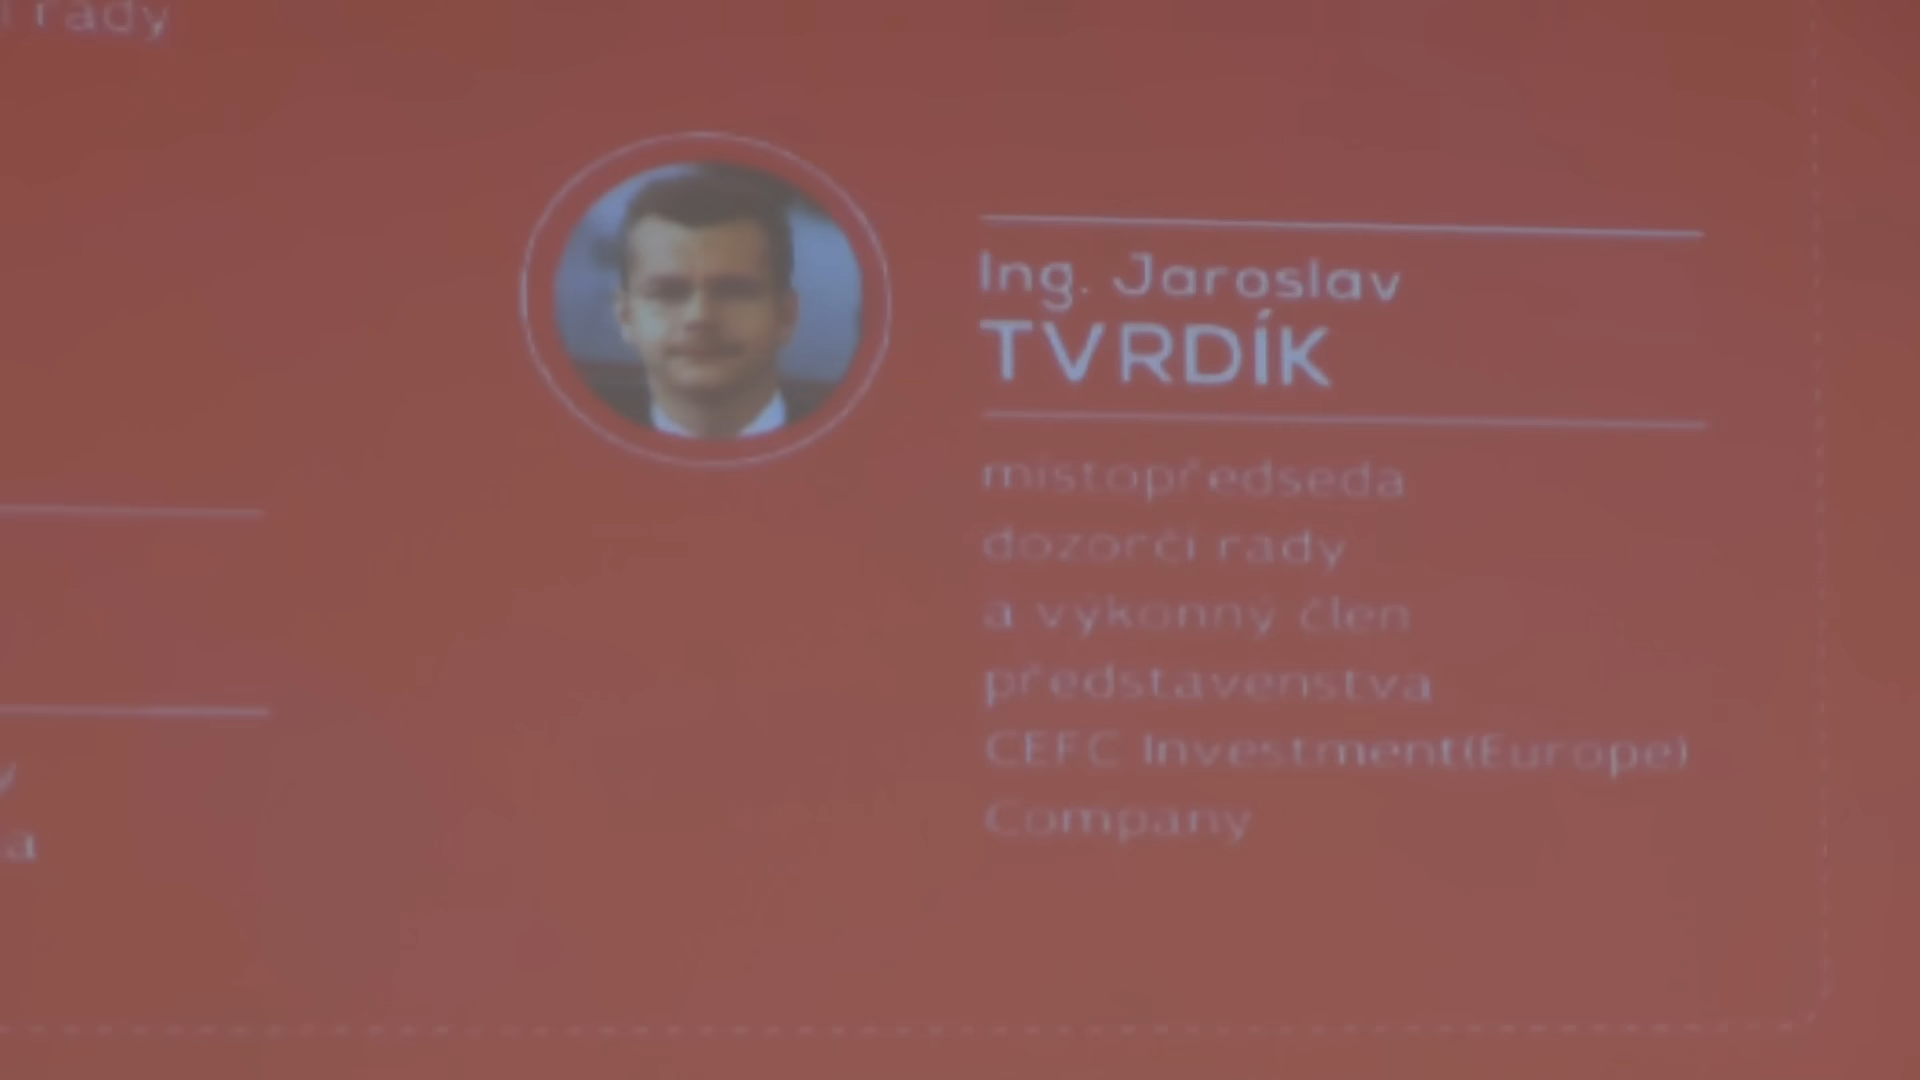 rady
Ing. Jaroslav
TVRDÍK
místopředseda
dozorčí rady
a výkonný člen
představenstva
CEFC Investment(Europe)
Company